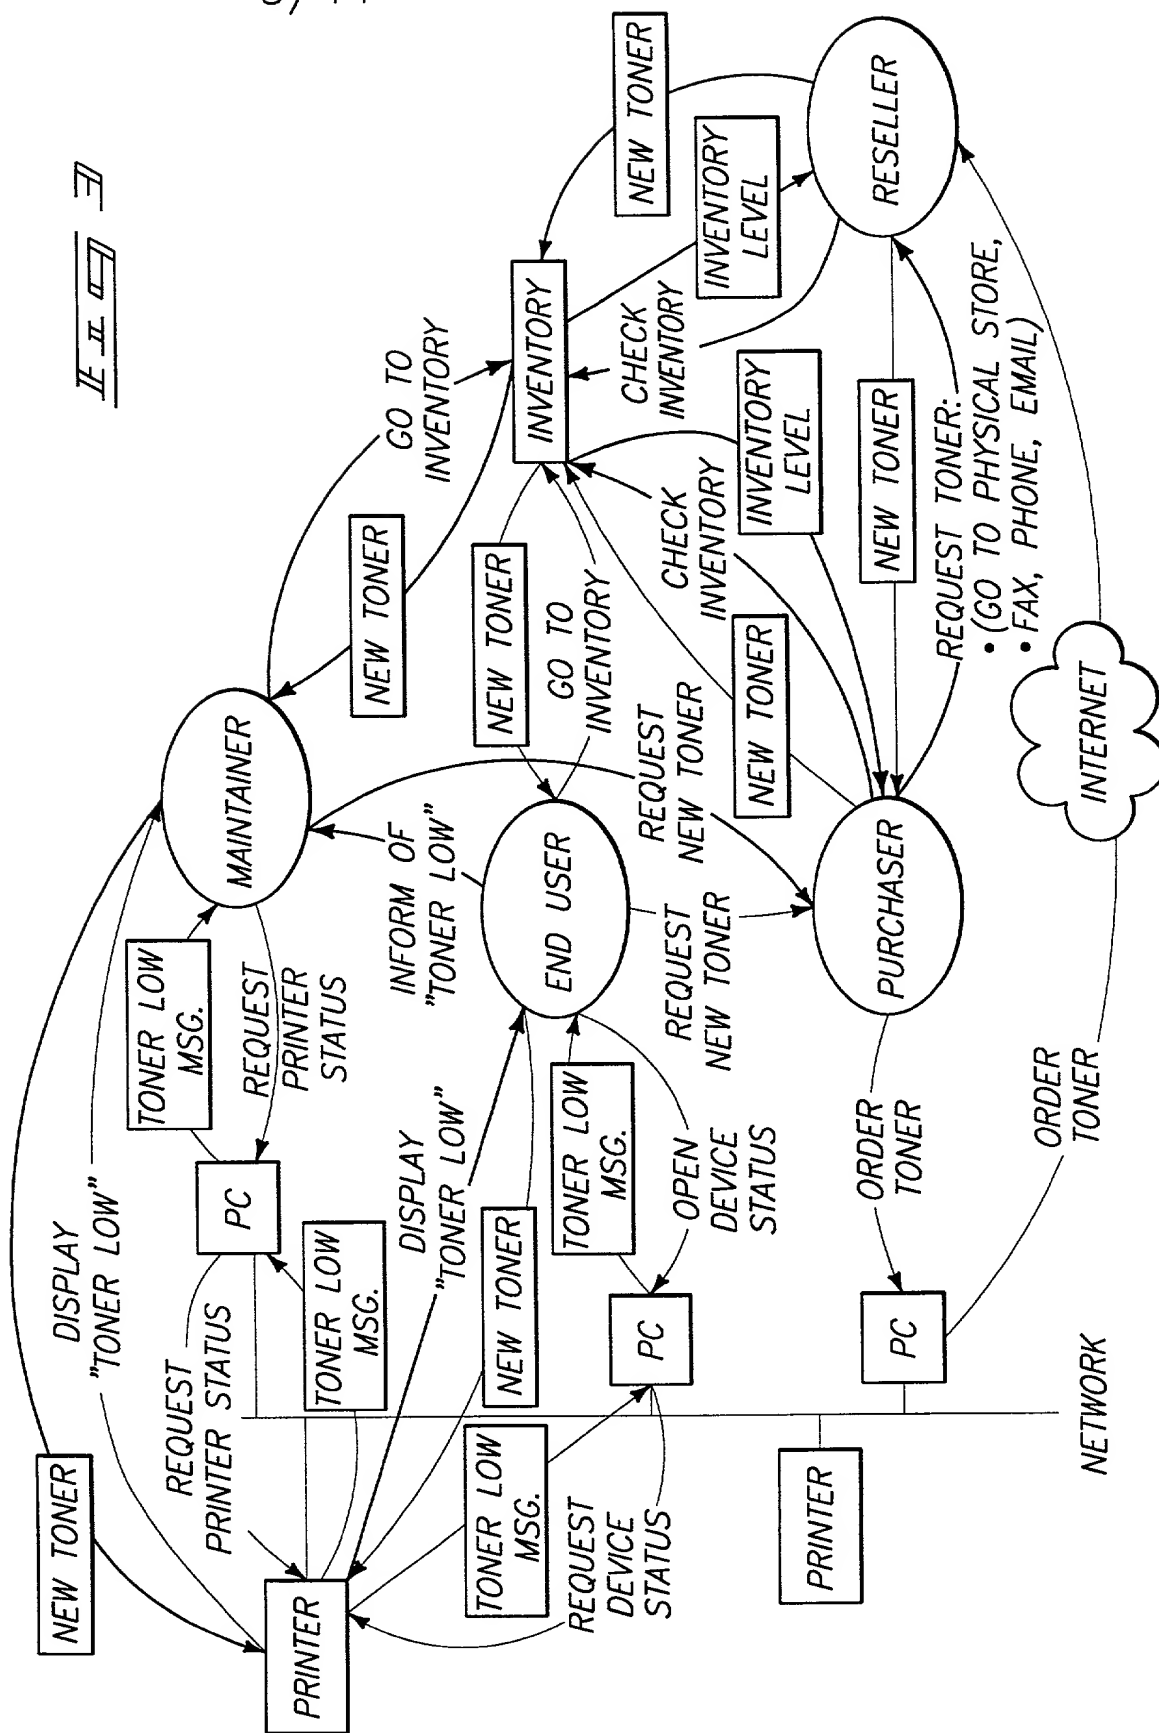 FIG 3
NEW TONER
DISPLAY
"TONER LOW"
TONER LOW
MSG.
REQUEST
PRINTER
STATUS
MAINTAINER
GO TO
INVENTORY
NEW TONER
REQUEST
PRINTER STATUS
PC
TONER LOW
MSG.
INFORM OF
"TONER LOW"
PRINTER
DISPLAY
"TONER LOW"
NEW TONER
TONER LOW
MSG.
REQUEST
DEVICE
STATUS
TONER LOW
MSG.
OPEN
DEVICE
STATUS
PC
END USER
NEW TONER
GO TO
INVENTORY
INVENTORY
NEW TONER
CHECK
INVENTORY
INVENTORY
LEVEL
REQUEST
NEW TONER
REQUEST
NEW TONER
CHECK
INVENTORY
INVENTORY
LEVEL
NEW TONER
PRINTER
PC
ORDER
TONER
PURCHASER
NEW TONER
RESELLER
REQUEST TONER:
• (GO TO PHYSICAL STORE,
• FAX, PHONE, EMAIL)
NETWORK
ORDER
TONER
INTERNET